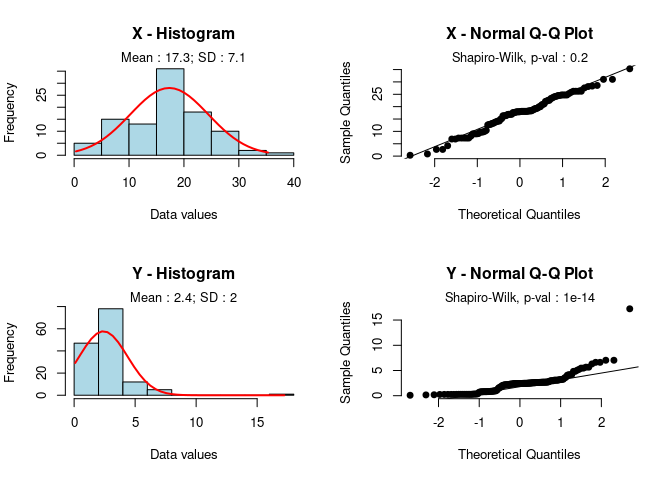 X - Histogram
Mean : 17.3; SD : 7.1
Frequency
0 10 25
0 10 20 30 40
Data values
X - Normal Q-Q Plot
Shapiro-Wilk, p-val : 0.2
Sample Quantiles
0 10 25
-2 -1 0 1 2
Theoretical Quantiles
Y - Histogram
Mean : 2.4; SD : 2
Frequency
0 20 60
0 5 10 15
Data values
Y - Normal Q-Q Plot
Shapiro-Wilk, p-val : 1e-14
Sample Quantiles
0 5 10 15
-2 -1 0 1 2
Theoretical Quantiles